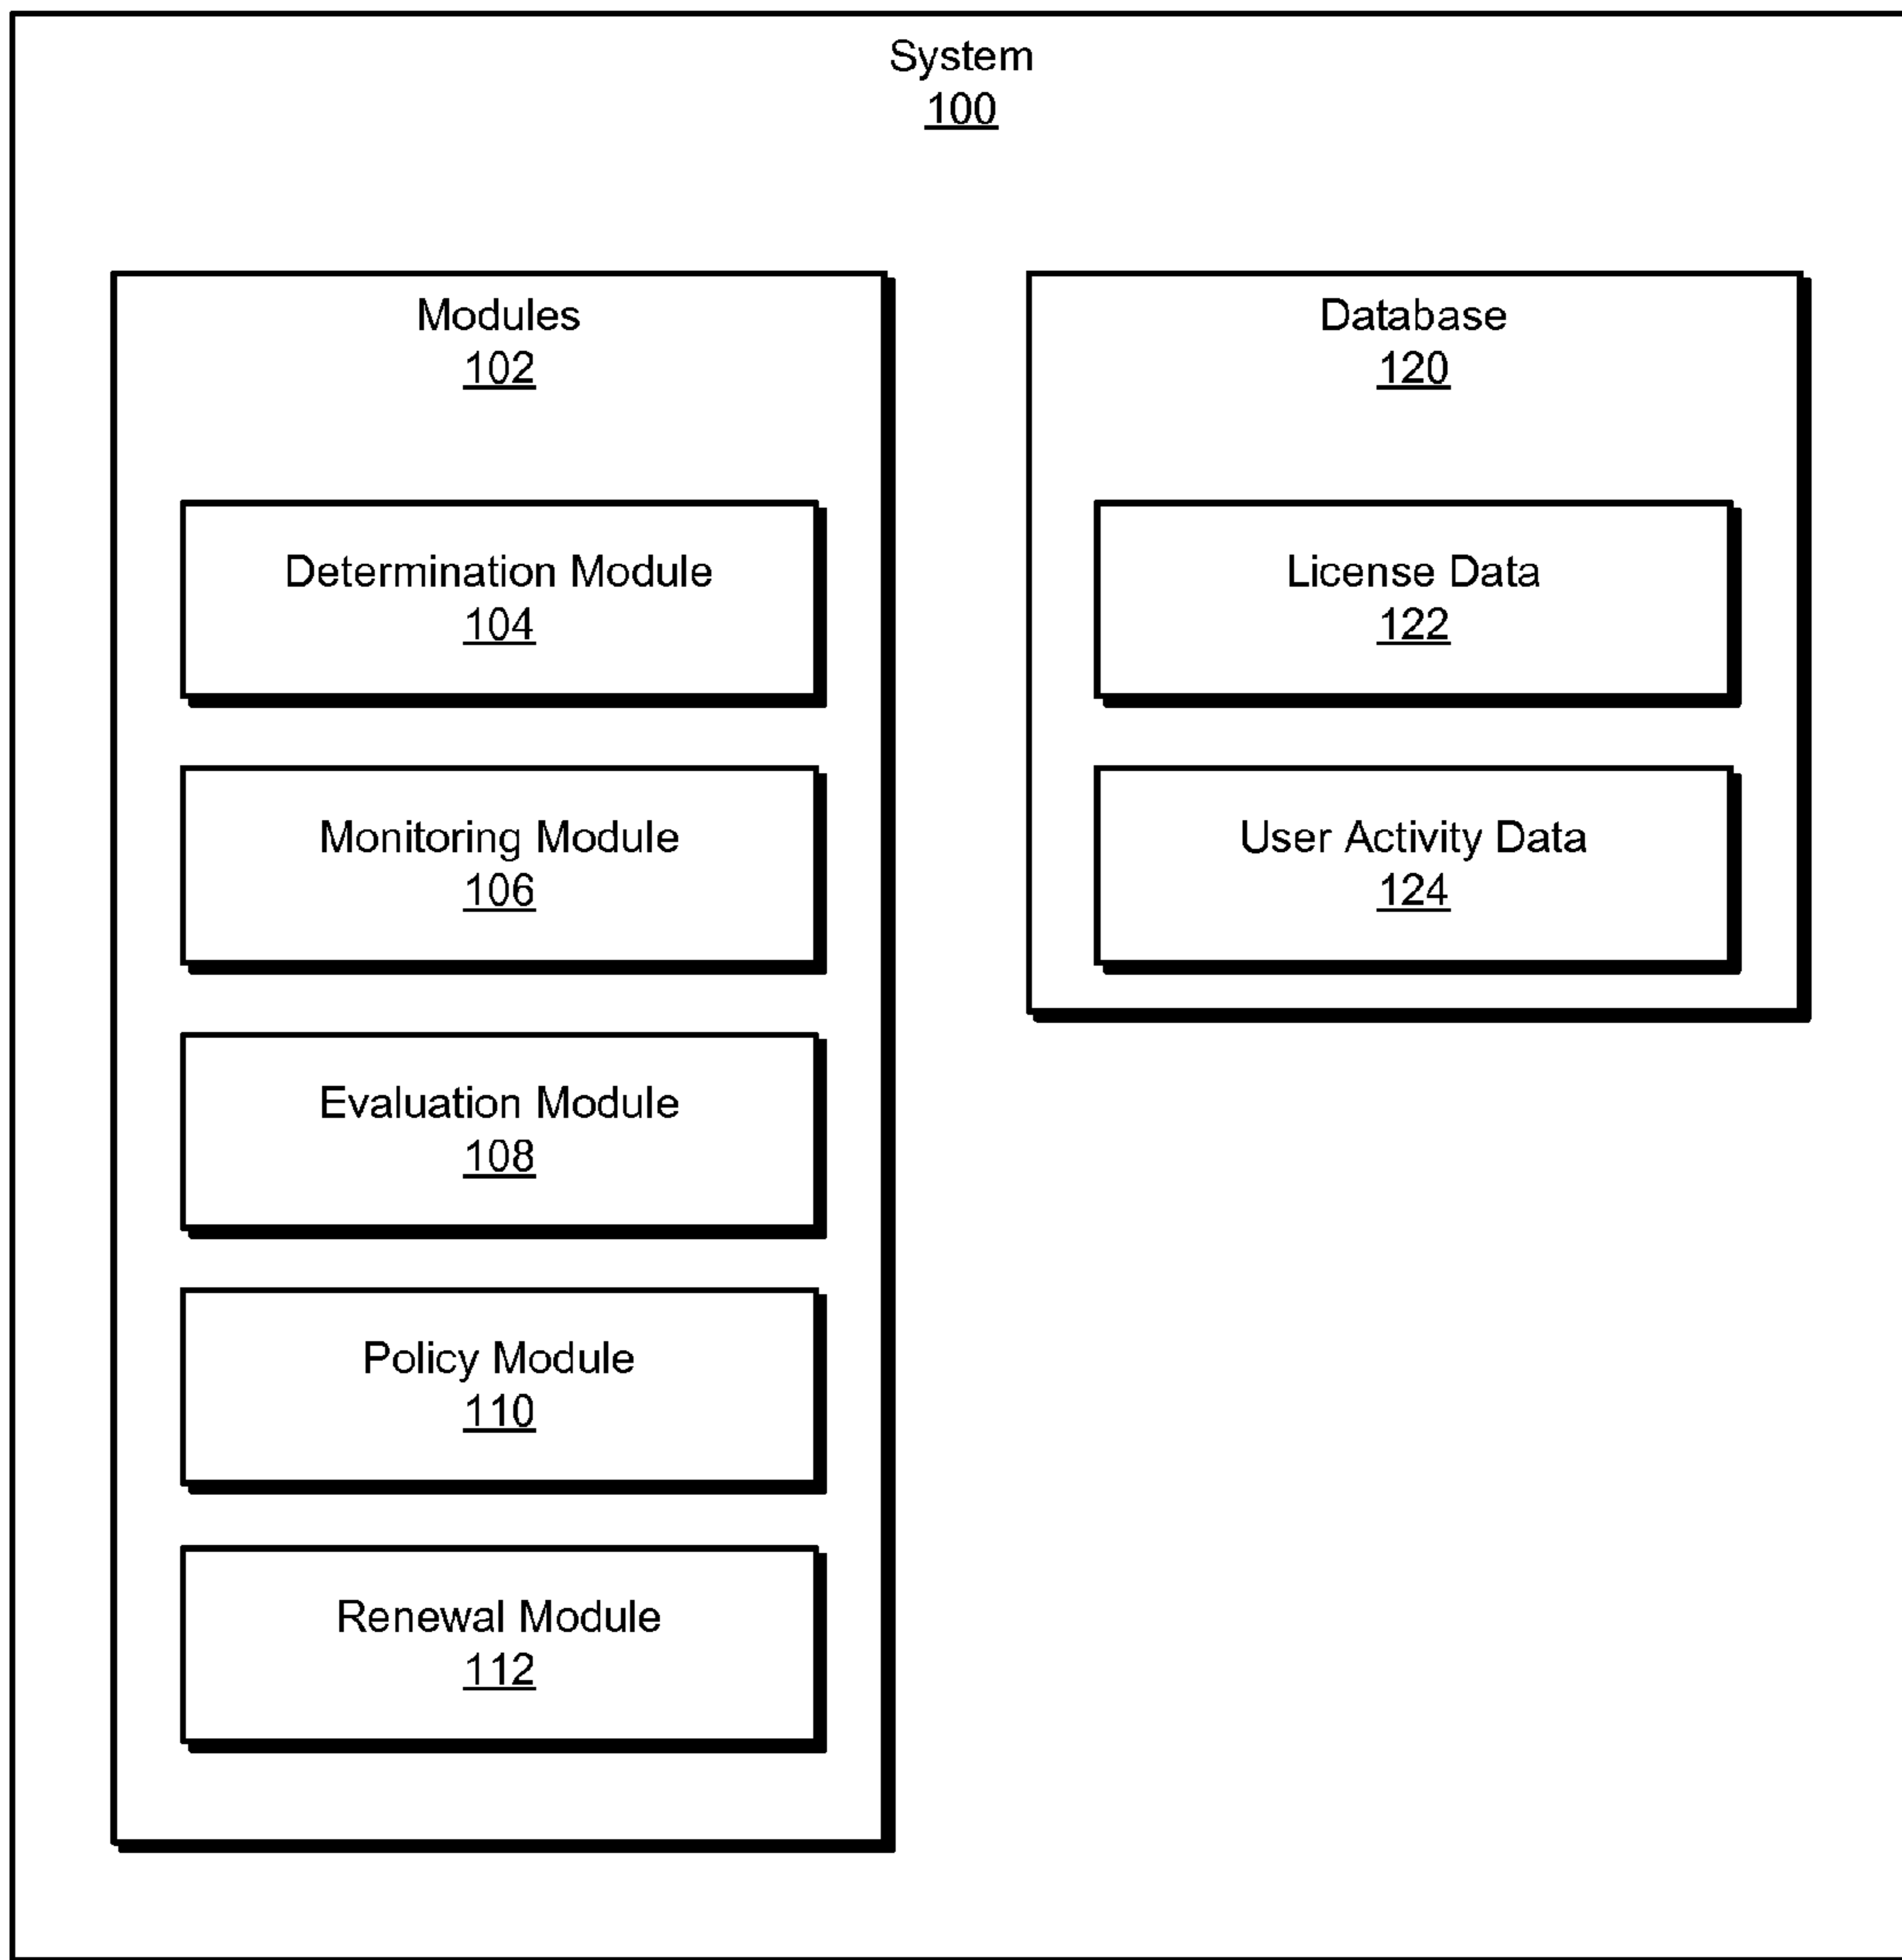 System
100
Modules
102
Determination Module
104
Monitoring Module
106
Evaluation Module
108
Policy Module
110
Renewal Module
112
Database
120
License Data
122
User Activity Data
124